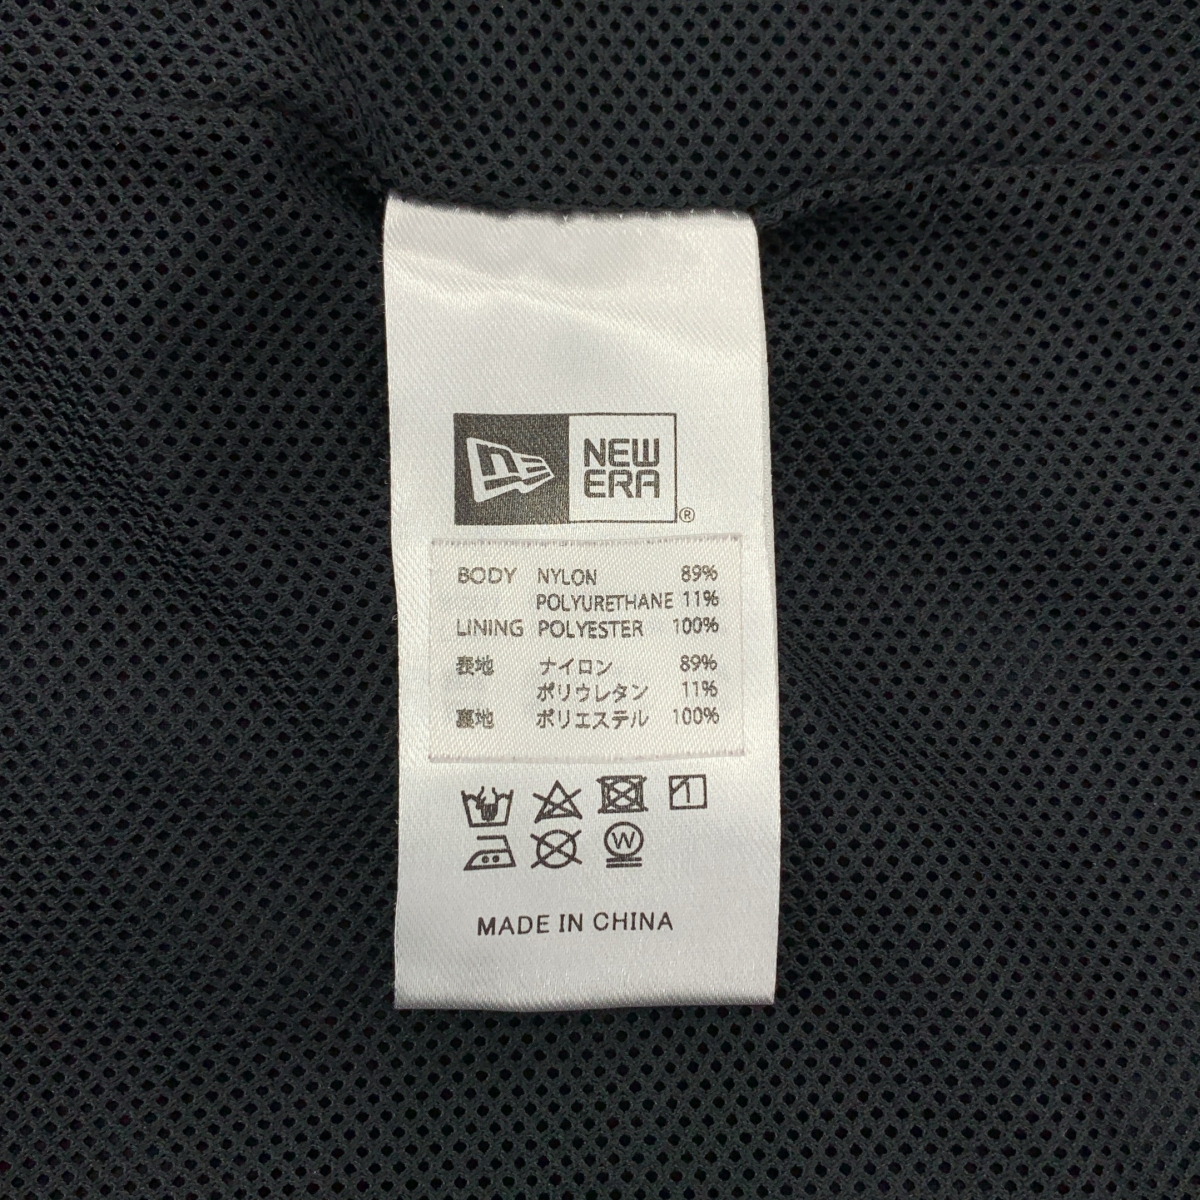 NEW
ERA
®
BODY NYLON 89%
POLYURETHANE 11%
LINING POLYESTER 100%
表地 ナイロン 89%
ポリウレタン 11%
裏地 ポリエステル 100%
W
MADE IN CHINA